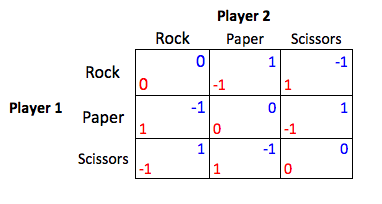 Player 2
Rock Paper Scissors
Rock 0 0 1 -1 -1 1
Player 1
Paper -1 1 0 0 1 -1
Scissors 1 -1 -1 1 0 0